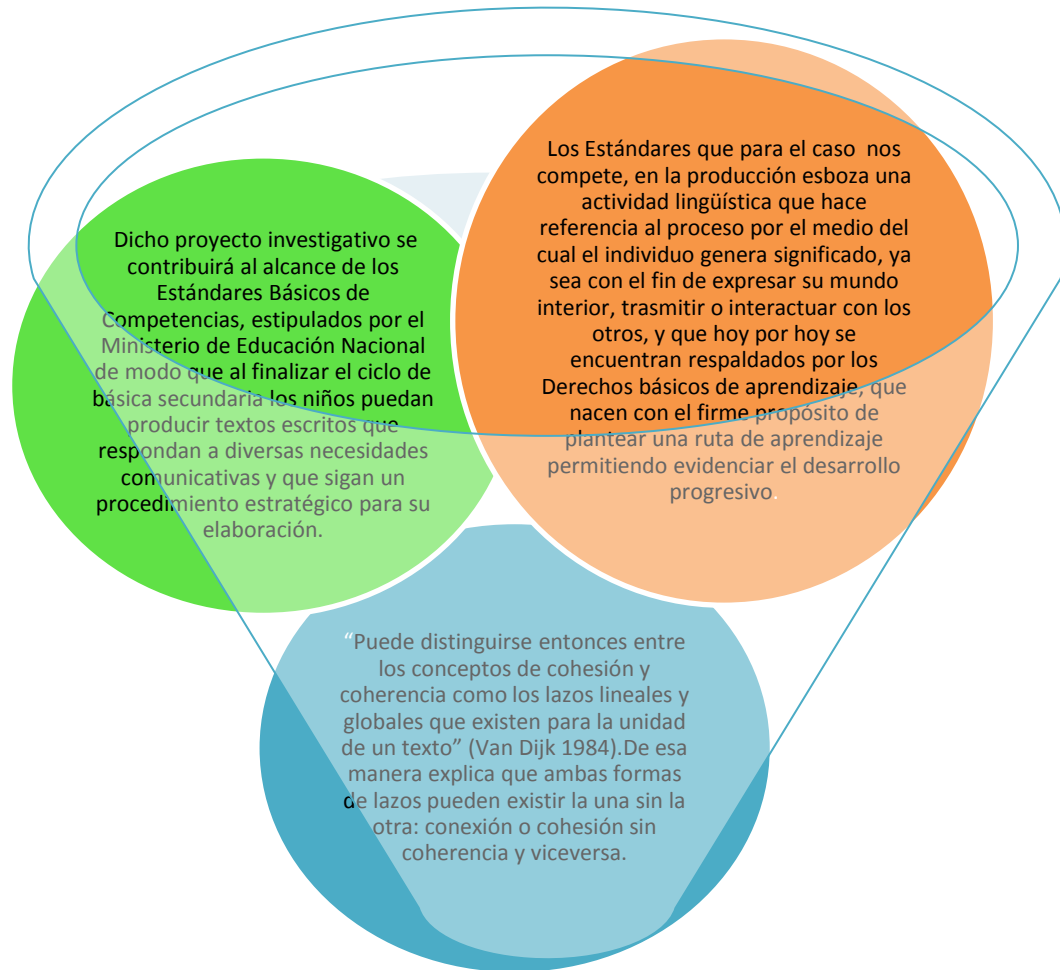 Dicho proyecto investigativo se
contribuirá al alcance de los
Estándares Básicos de
Competencias, estipulados por el
Ministerio de Educación Nacional
de modo que al finalizar el ciclo de
básica secundaria los niños puedan
producir textos escritos que
respondan a diversas necesidades
comunicativas y que sigan un
procedimiento estratégico para su
elaboración.
Los Estándares que para el caso nos
compete, en la producción esboza una
actividad lingüística que hace
referencia al proceso por el medio del
cual el individuo genera significado, ya
sea con el fin de expresar su mundo
interior, trasmitir o interactuar con los
otros, y que hoy por hoy se
encuentran respaldados por los
Derechos básicos de aprendizaje, que
nacen con el firme propósito de
plantear una ruta de aprendizaje
permitiendo evidenciar el desarrollo
progresivo.
“Puede distinguirse entonces entre
los conceptos de cohesión y
coherencia como los lazos lineales y
globales que existen para la unidad
de un texto” (Van Dijk 1984).De esa
manera explica que ambas formas
de lazos pueden existir la una sin la
otra: conexión o cohesión sin
coherencia y viceversa.